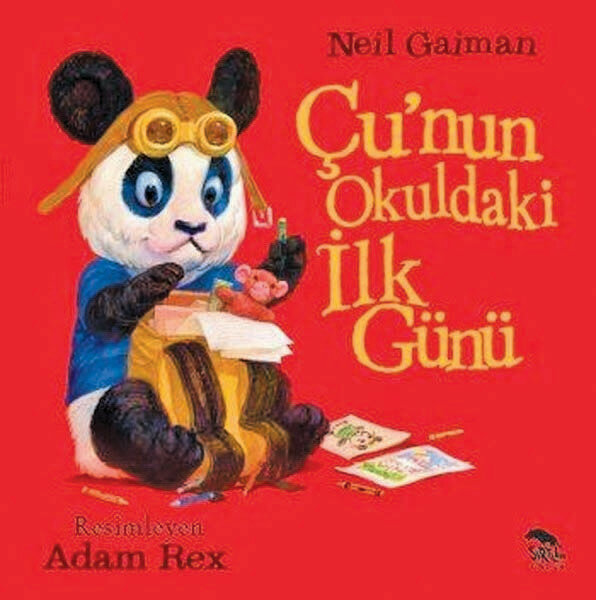 Neil Gaiman
Çu'nun
Okuldaki
İlk
Günü
Resimleyen
Adam Rex